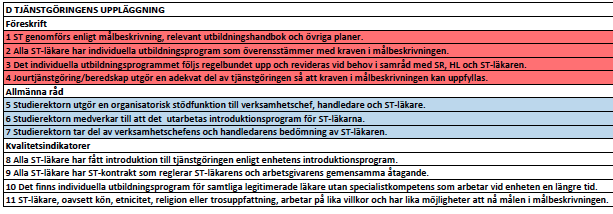 D TJÄNSTGÖRINGENS UPPLÄGGNING
Föreskrift
1 ST genomförs enligt målbeskrivning, relevant utbildningshandbok och övriga planer.
2 Alla ST-läkare har individuella utbildningsprogram som överensstämmer med kraven i målbeskrivningen.
3 Det individuella utbildningsprogrammet följs regelbundet upp och revideras vid behov i samråd med SR, HL och ST-läkaren.
4 Jourtjänstgöring/beredskap utgör en adekvat del av tjänstgöringen så att kraven i målbeskrivningen kan uppfyllas.
Allmänna råd
5 Studierektorn utgör en organisatorisk stödfunktion till verksamhetschef, handledare och ST-läkare.
6 Studierektorn medverkar till att det utarbetas introduktionsprogram för ST-läkarna.
7 Studierektorn tar del av verksamhetschefens och handledarens bedömning av ST-läkaren.
Kvalitetsindikatorer
8 Alla ST-läkare har fått introduktion till tjänstgöringen enligt enhetens introduktionsprogram.
9 Alla ST-läkare har ST-kontrakt som reglerar ST-läkarens och arbetsgivarens gemensamma åtagande.
10 Det finns individuella utbildningsprogram för samtliga legitimerade läkare utan specialistkompetens som arbetar vid enheten en längre tid.
11 ST-läkare, oavsett kön, etnicitet, religion eller trosuppfattning, arbetar på lika villkor och har lika möjligheter att nå målen i målbeskrivningen.